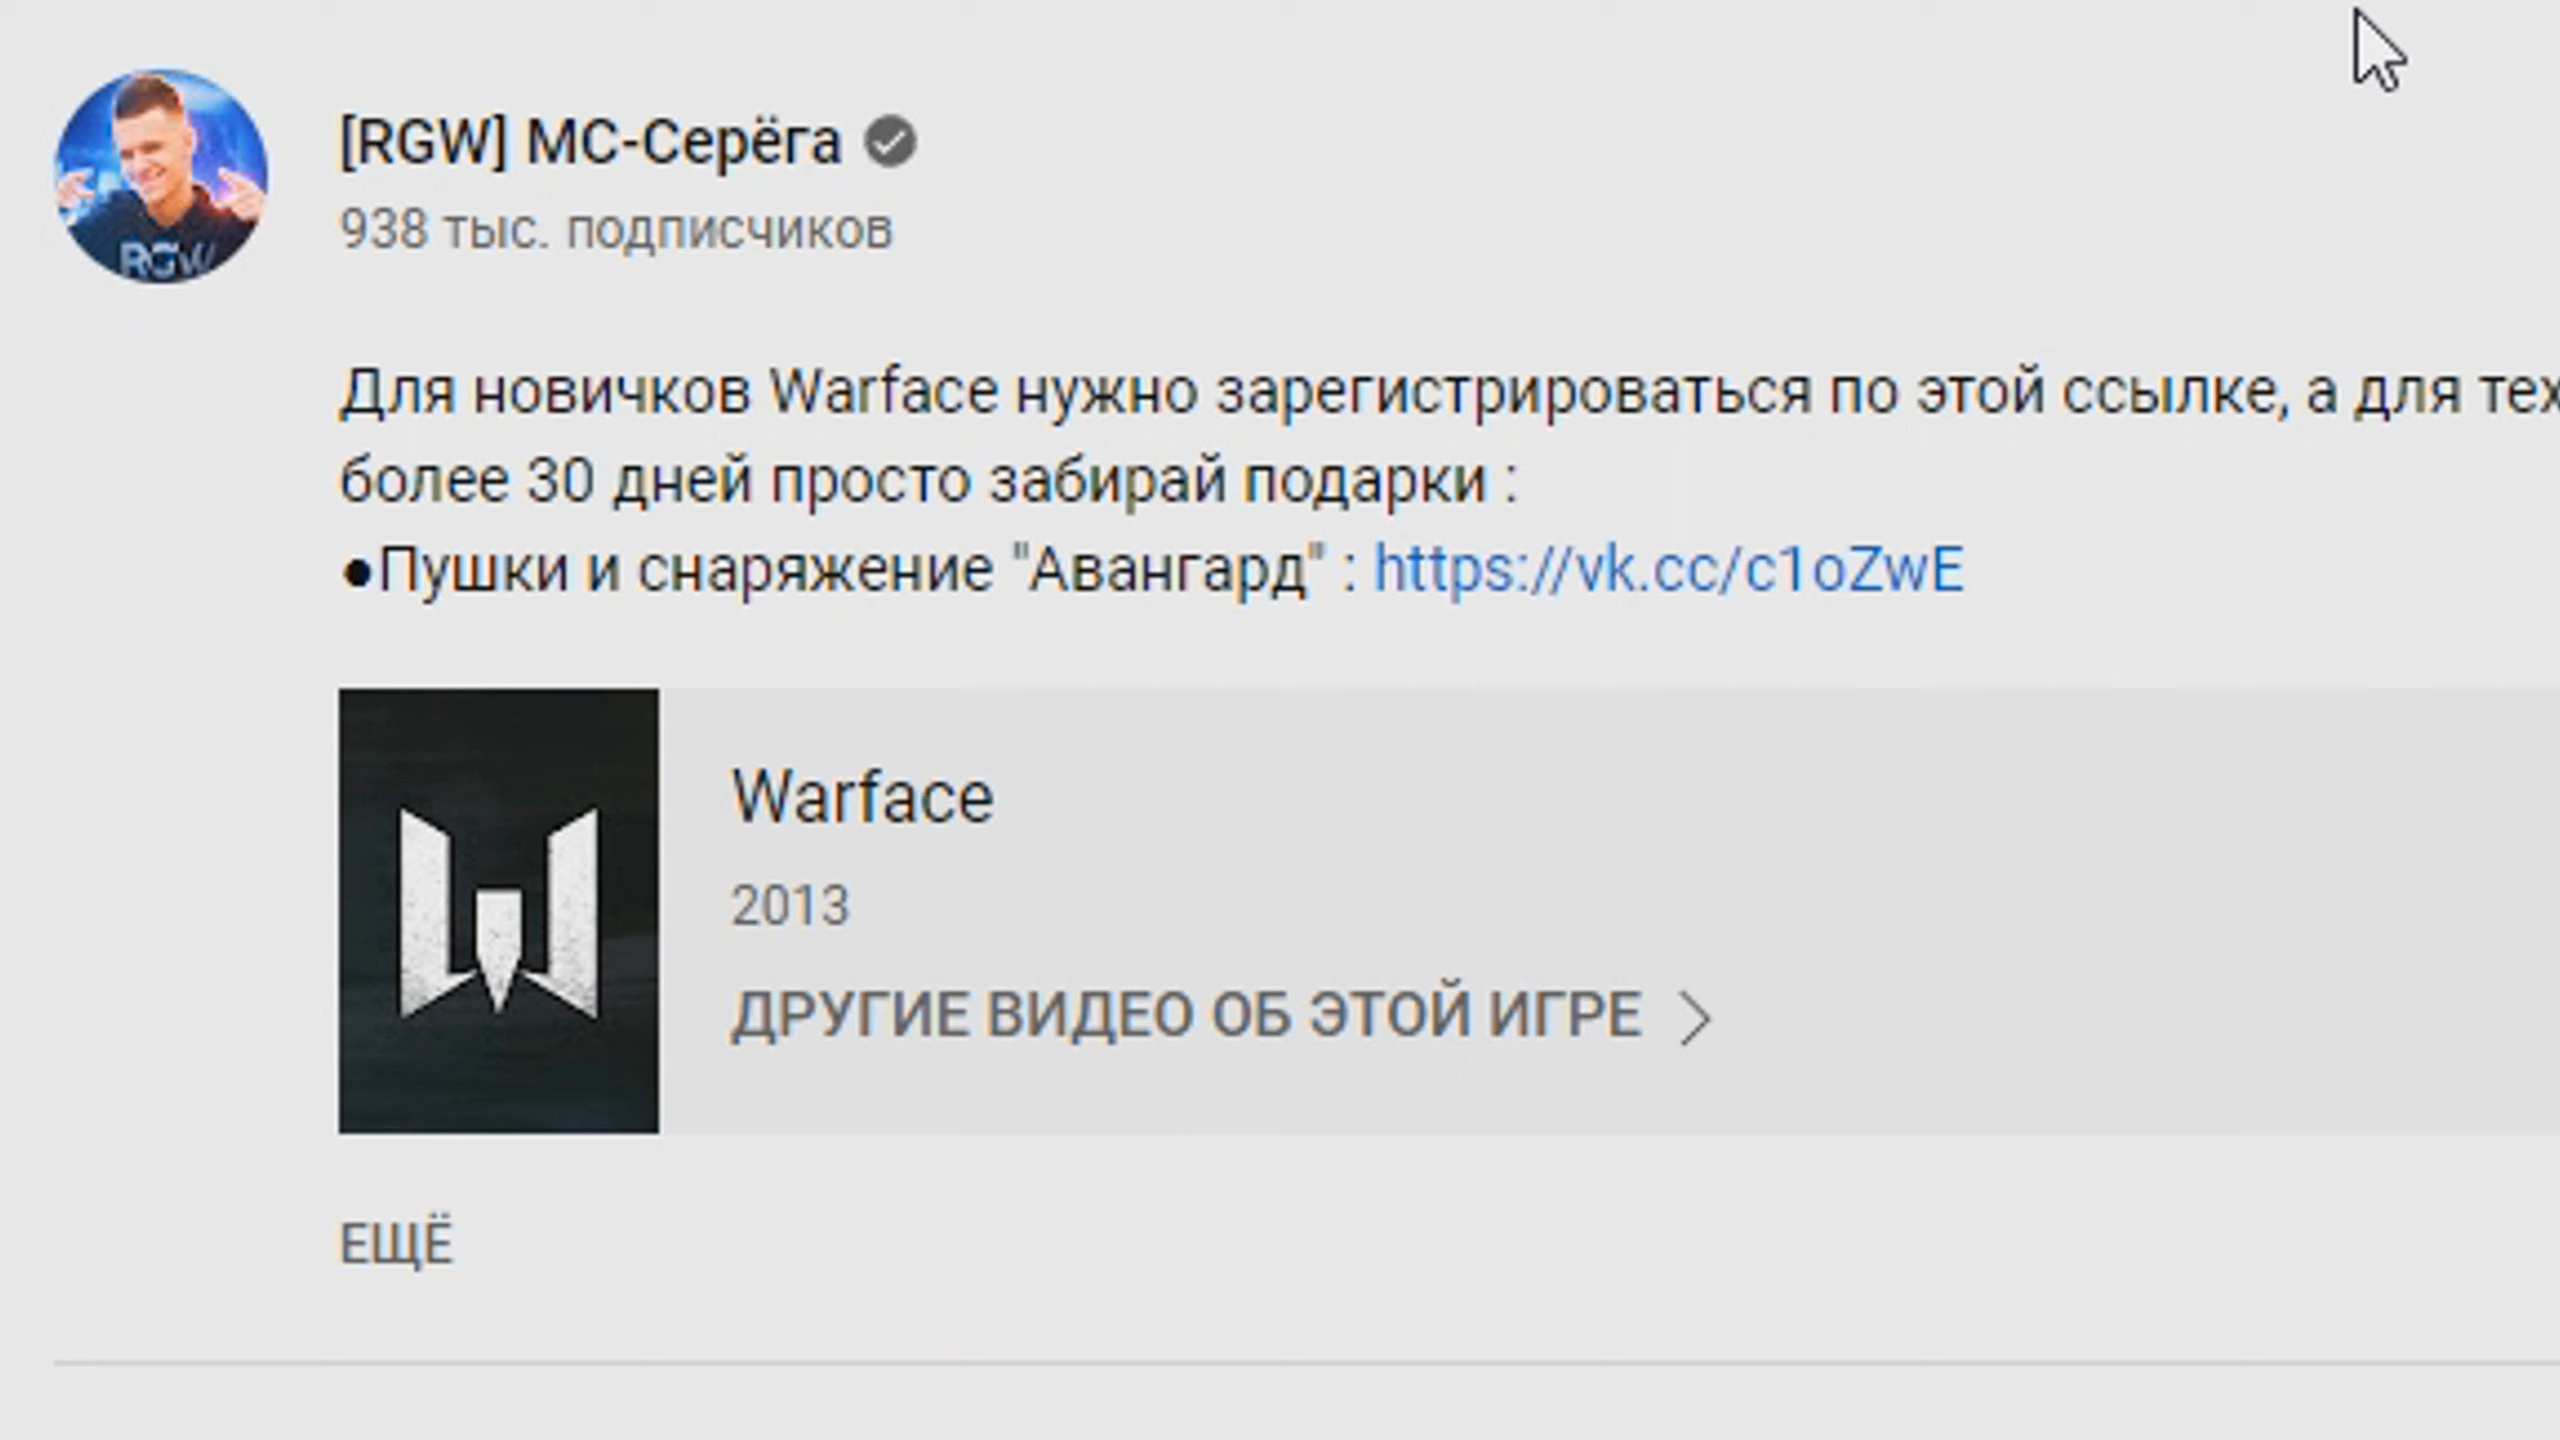 [RGW] МС-Серёга
938 тыс. подписчиков
RGW
Для новичков Warface нужно зарегистрироваться по этой ссылке, а для тех
более 30 дней просто забирай подарки :
●Пушки и снаряжение "Авангард" : https://vk.cc/c1oZwE
Warface
2013
ДРУГИЕ ВИДЕО ОБ ЭТОЙ ИГРЕ
ЕЩЁ